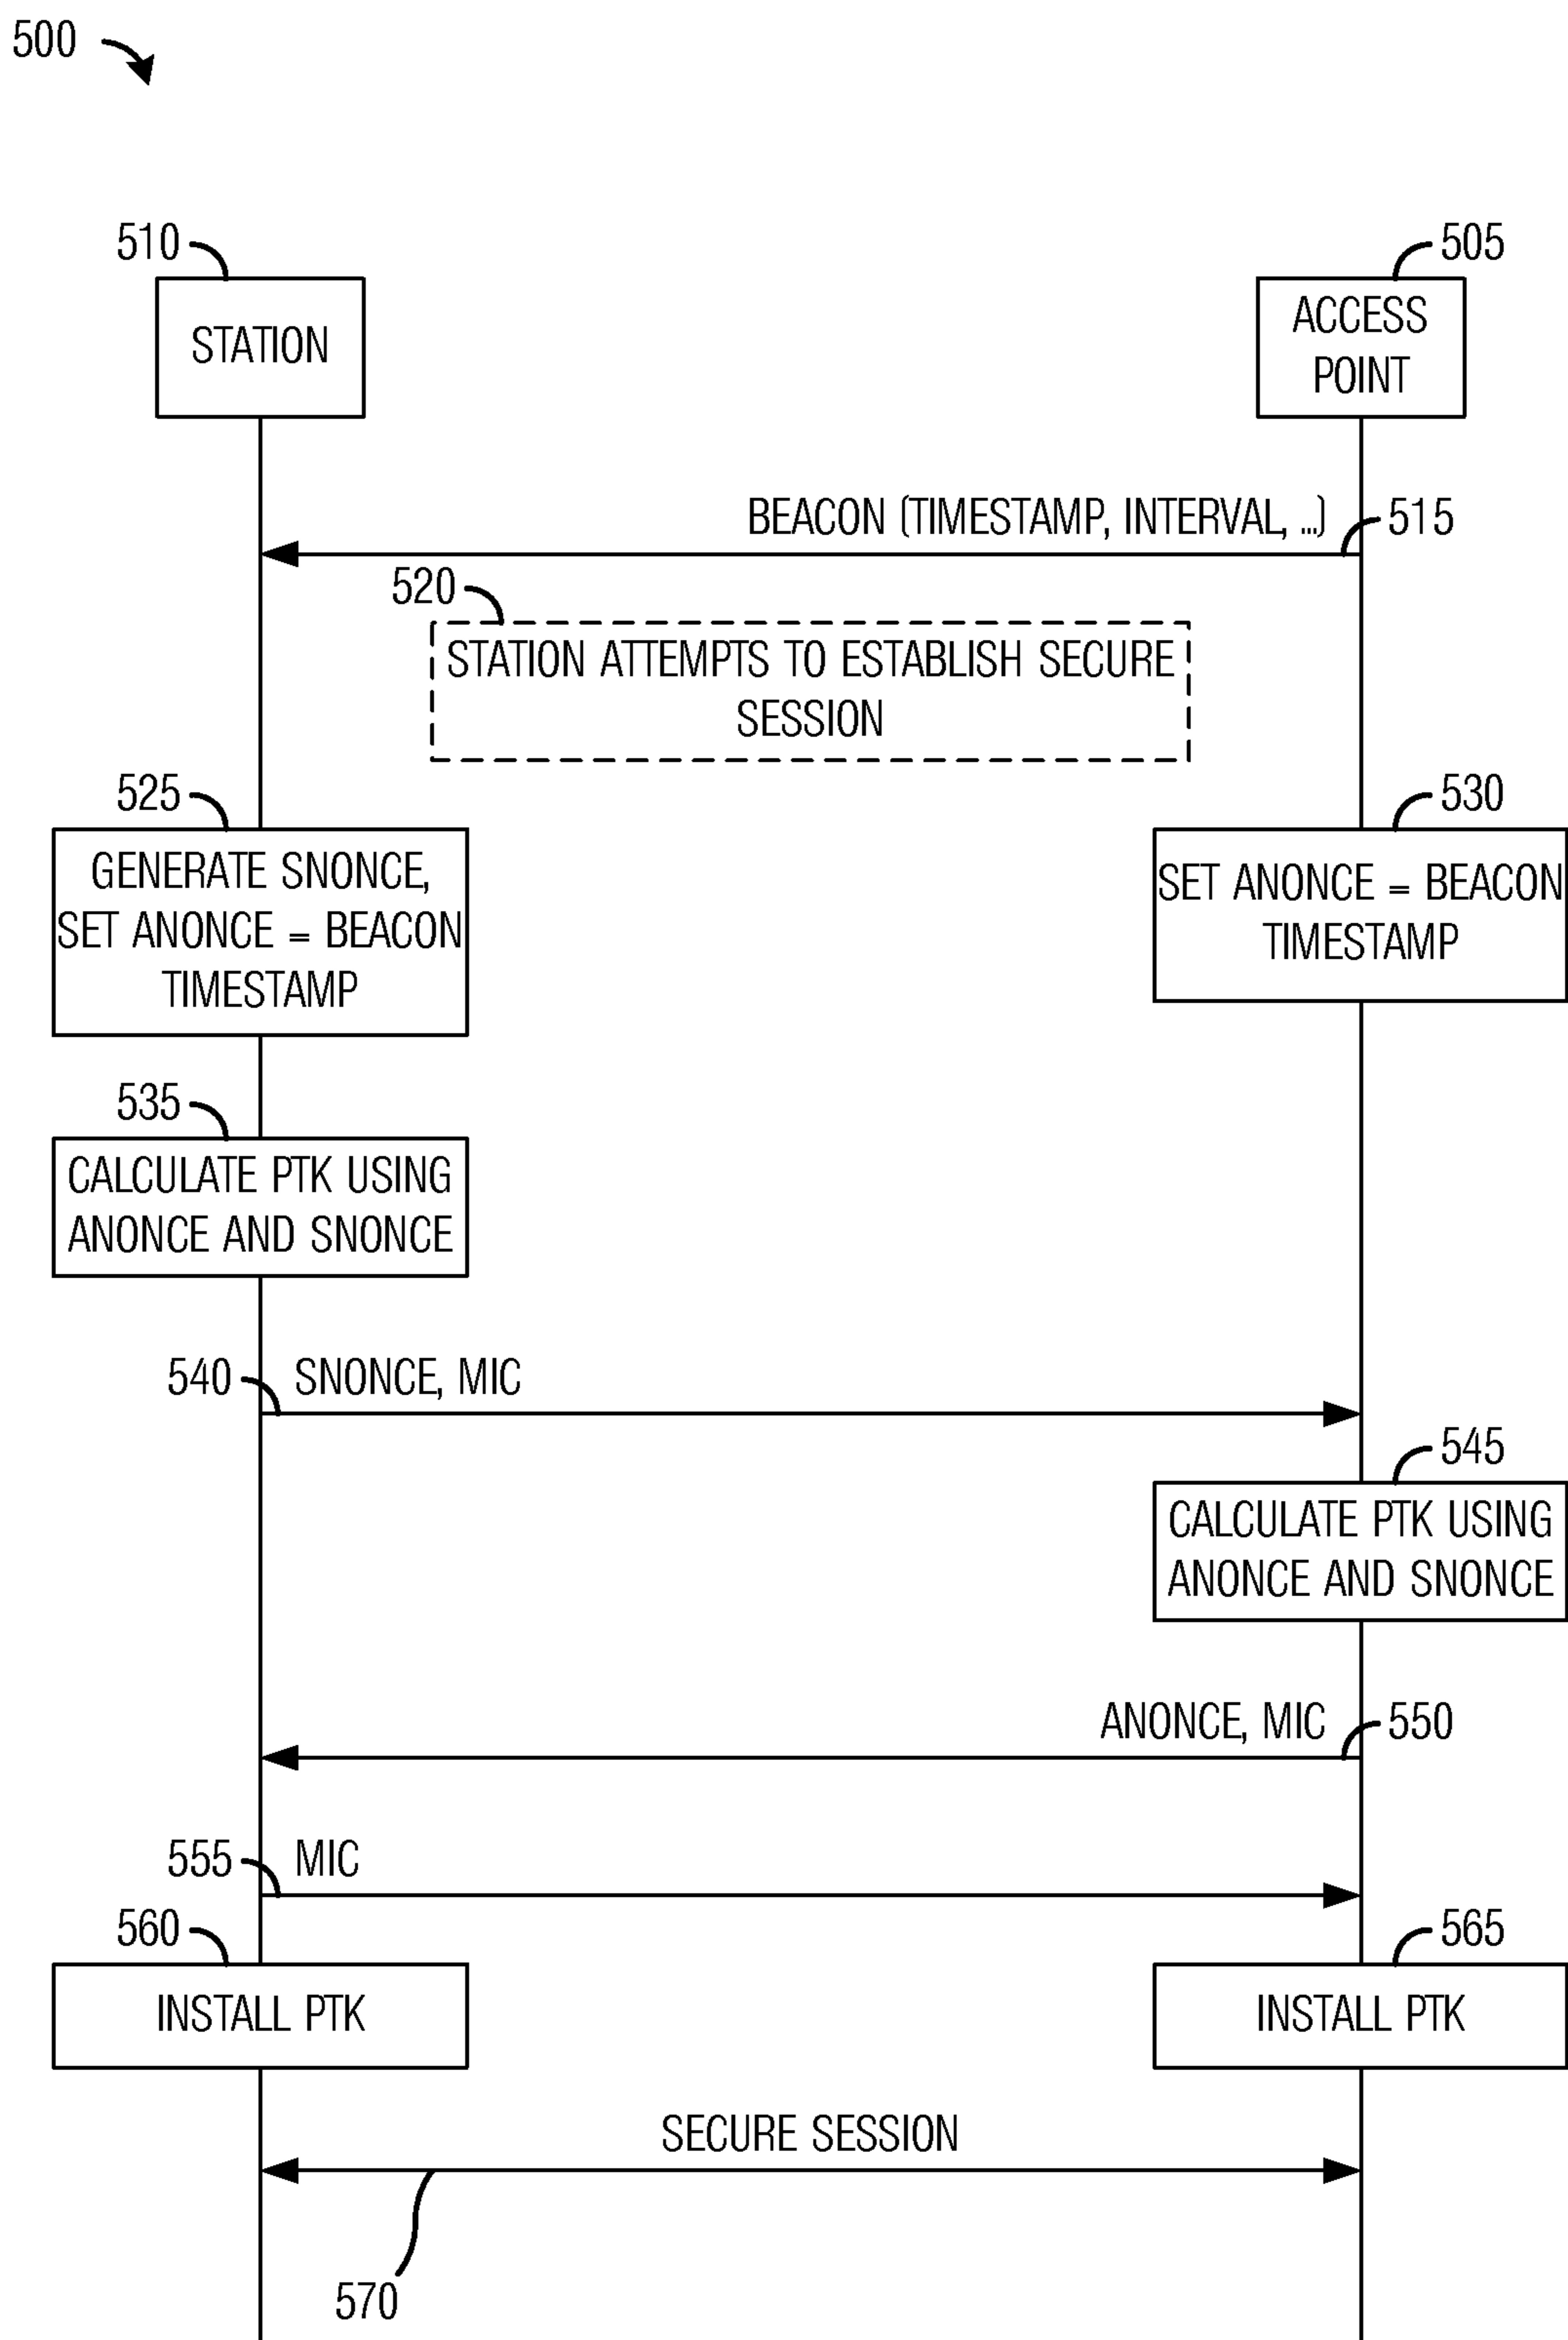 500
510
505
STATION
ACCESS
POINT
BEACON (TIMESTAMP, INTERVAL, ...)
515
520
STATION ATTEMPTS TO ESTABLISH SECURE
SESSION
525
530
GENERATE SNONCE,
SET ANONCE = BEACON
TIMESTAMP
SET ANONCE = BEACON
TIMESTAMP
535
CALCULATE PTK USING
ANONCE AND SNONCE
540
SNONCE, MIC
545
CALCULATE PTK USING
ANONCE AND SNONCE
ANONCE, MIC
550
555
MIC
560
565
INSTALL PTK
INSTALL PTK
SECURE SESSION
570